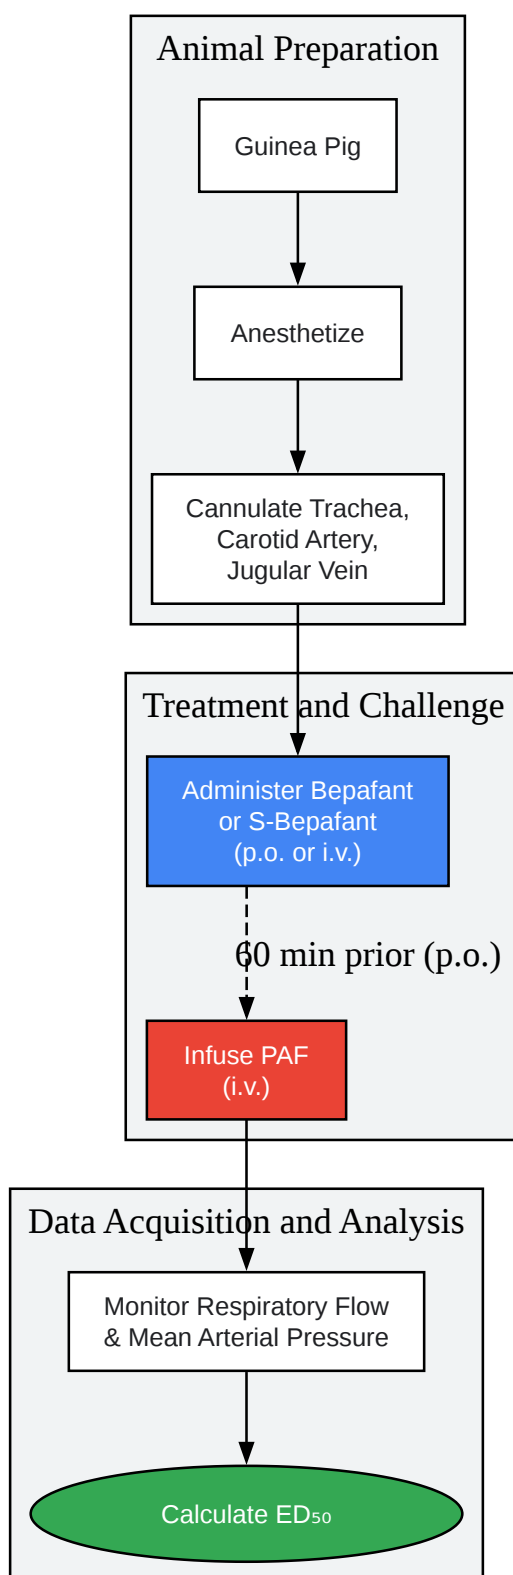 Animal Preparation
Guinea Pig
Anesthetize
Cannulate Trachea,
Carotid Artery,
Jugular Vein
Treatment and Challenge
Administer Bepafant
or S-Bepafant
(p.o. or i.v.)
60 min prior (p.o.)
Infuse PAF
(i.v.)
Data Acquisition and Analysis
Monitor Respiratory Flow
& Mean Arterial Pressure
Calculate ED₅₀